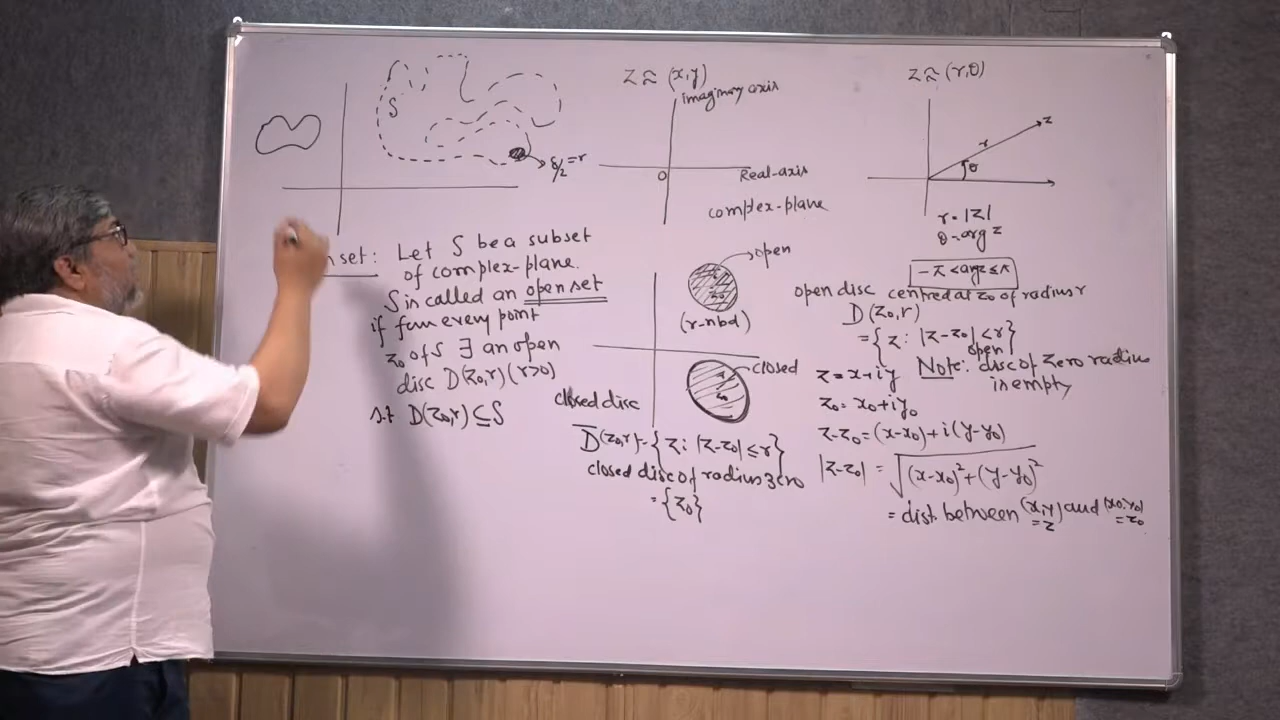 S
δ/2 = r
nset: Let S be a subset
of complex-plane.
S is called an open set
if for every point
z₀ of S ∃ an open
disc D(z₀,r) (r>0)
s.t D(z₀,r) ⊆ S
z ≈ (x,y)
imaginary axis
0
Real-axis
complex-plane
open
z₀
(r-nbd)
closed
r
z₀
closed disc
D̅(z₀,r) = {z: |z-z₀| ≤ r}
closed disc of radius zero
= {z₀}
z ≈ (r,θ)
z
r
θ
r = |z|
θ = arg z
-π < arg z ≤ π
open disc centred at z₀ of radius r
D(z₀,r)
= {z: |z-z₀| < r}
open
Note: disc of zero radius
is empty
z = x+iy
z₀ = x₀+iy₀
z-z₀ = (x-x₀)+i(y-y₀)
|z-z₀| = √(x-x₀)²+(y-y₀)²
= dist. between (x,y) and (x₀,y₀)
= z = z₀